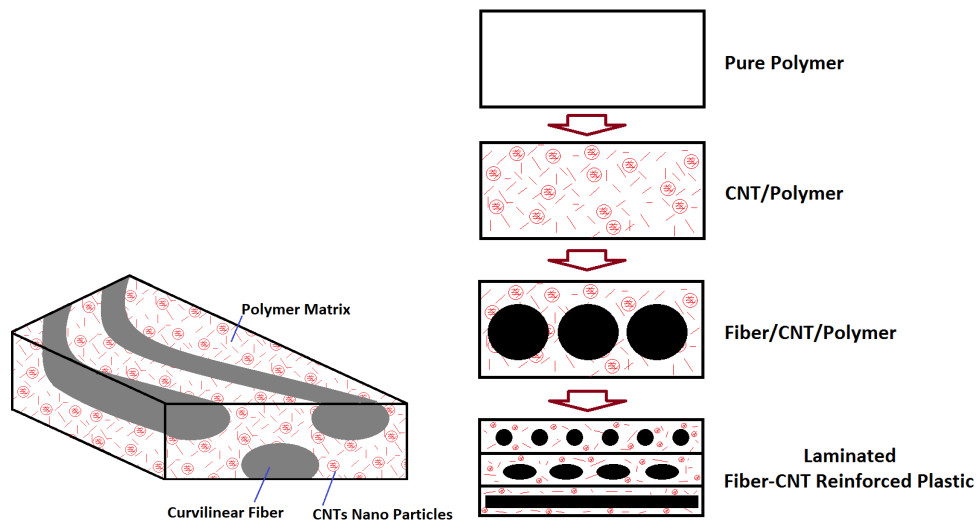 Pure Polymer
CNT/Polymer
Polymer Matrix
Fiber/CNT/Polymer
Laminated
Fiber-CNT Reinforced Plastic
Curvilinear Fiber
CNTs Nano Particles